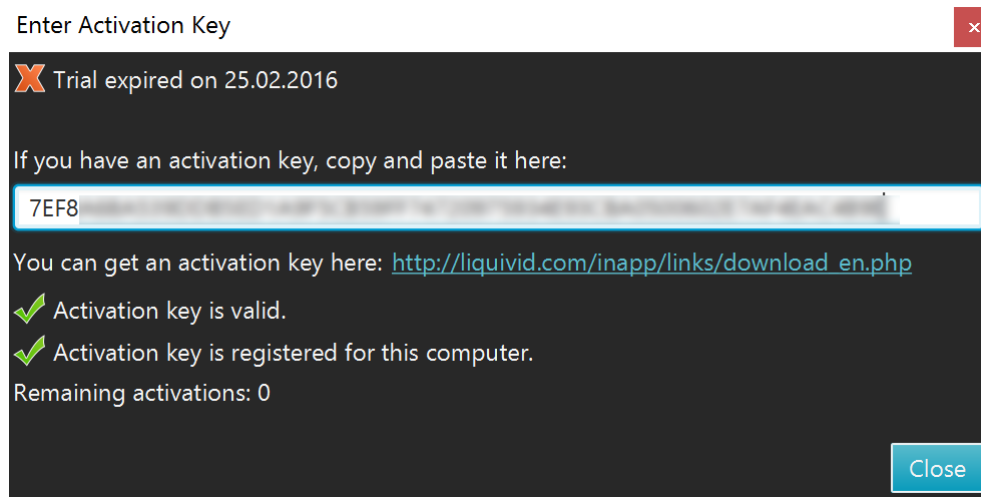 Enter Activation Key
x
Trial expired on 25.02.2016
If you have an activation key, copy and paste it here:
7EF8
You can get an activation key here: http://liquivid.com/inapp/links/download_en.php
Activation key is valid.
Activation key is registered for this computer.
Remaining activations: 0
Close